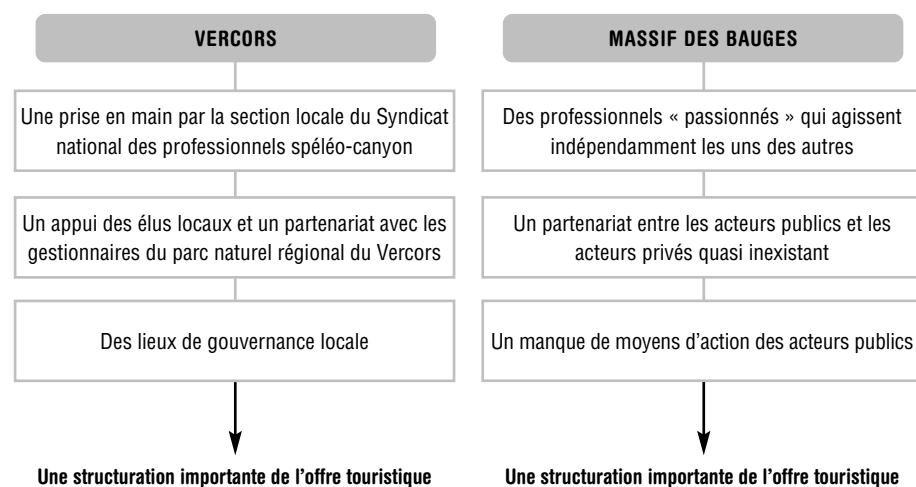 VERCORS
Une prise en main par la section locale du Syndicat
national des professionnels spéléo-canyon
Un appui des élus locaux et un partenariat avec les
gestionnaires du parc naturel régional du Vercors
Des lieux de gouvernance locale
Une structuration importante de l'offre touristique
MASSIF DES BAUGES
Des professionnels « passionnés » qui agissent
indépendamment les uns des autres
Un partenariat entre les acteurs publics et les
acteurs privés quasi inexistant
Un manque de moyens d'action des acteurs publics
Une structuration importante de l'offre touristique